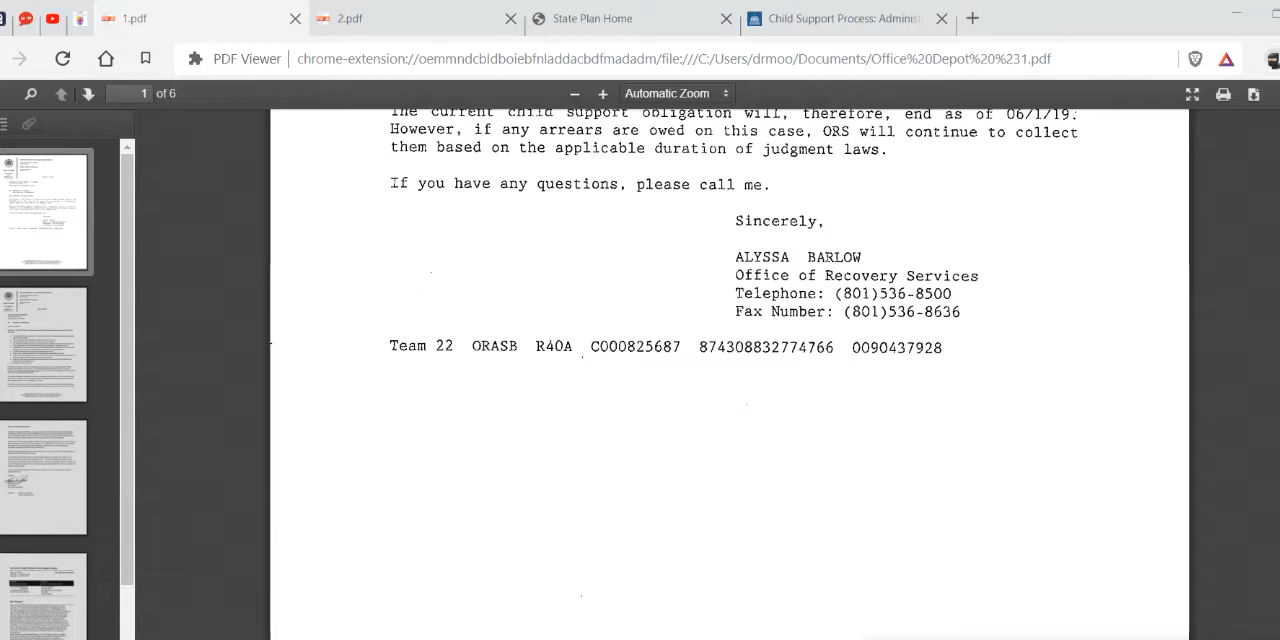 1.pdf
2.pdf
State Plan Home
Child Support Process: Adminis
PDF Viewer
chrome-extension://oemmndcbldboiebfnladdacbdfmadadm/file:///C:/Users/drmoo/Documents/Office%20Depot%20%231.pdf
1 of 6
Automatic Zoom
The current child support obligation will, therefore, end as of 06/1/19.
However, if any arrears are owed on this case, ORS will continue to collect
them based on the applicable duration of judgment laws.
If you have any questions, please me.
Sincerely,
ALYSSA BARLOW
Office of Recovery Services
Telephone: (801)536-8500
Fax Number: (801)536-8636
Team 22 R40A C000825687 0090437928